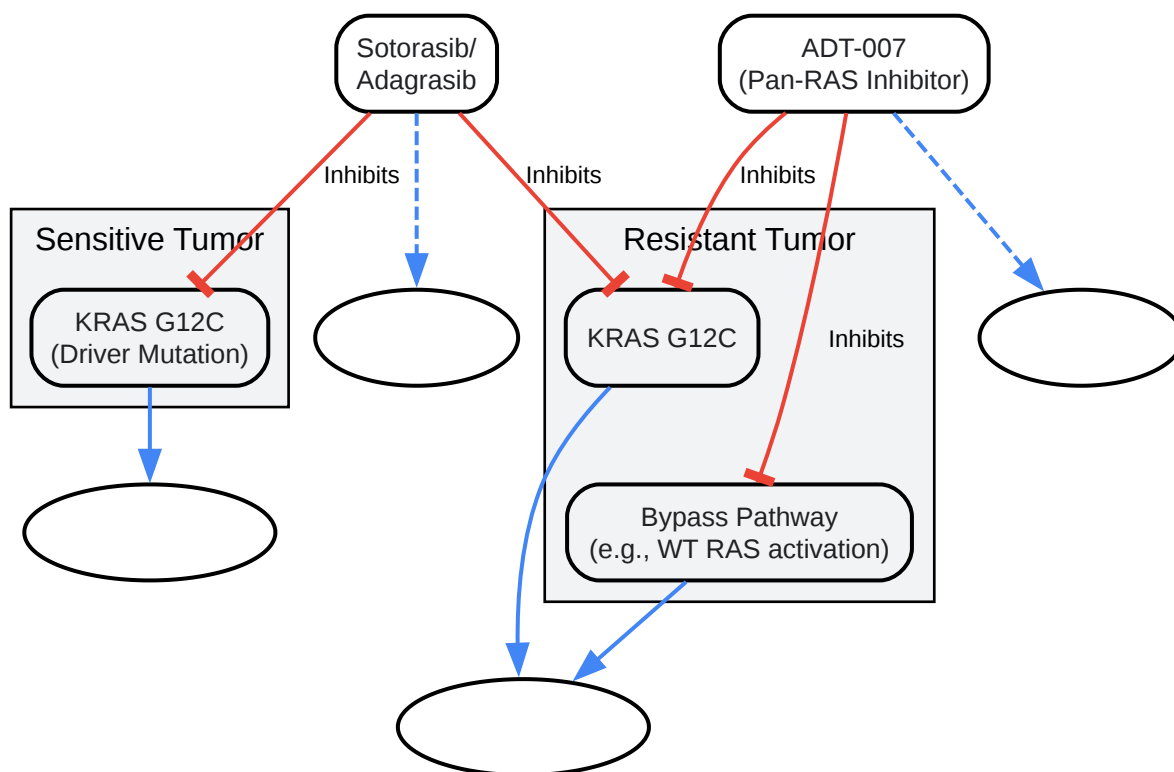 Sotorasib/
Adagrasib
ADT-007
(Pan-RAS Inhibitor)
Inhibits
Inhibits
Inhibits
Sensitive Tumor
Resistant Tumor
KRAS G12C
(Driver Mutation)
KRAS G12C
Inhibits
Bypass Pathway
(e.g., WT RAS activation)